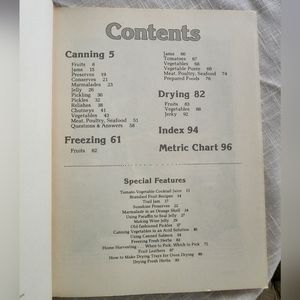 Contents
Canning 5
Fruits 8
Jams 15
Preserves 19
Conserves 21
Marmalades 23
Jelly 26
Pickling 30
Pickles 32
Relishes 38
Chutneys 41
Vegetables 43
Meat, Poultry, Seafood 51
Questions & Answers 58
Freezing 61
Fruits 62
Jams 66
Tomatoes 67
Vegetables 68
Vegetable Puree 69
Meat, Poultry, Seafood 74
Prepared Foods 76
Drying 82
Fruits 83
Vegetables 88
Jerky 92
Index 94
Metric Chart 96
Special Features
Tomato-Vegetable Cocktail Juice 11
Standard Fruit Recipes 14
Trail Jam 17
Sunshine Preserves 22
Marmalade in an Orange Shell 24
Using Paraffin to Seal Jelly 27
Making Wine Jelly 29
Old-fashioned Pickles 37
Canning Vegetables in an Acid Solution 46
Using Canned Salmon 54
Freezing Fresh Herbs
Home Harvesting . . . When to Pick, Which to Pick 75
Fruit Leathers 87
How to Make Drying Trays for Oven Drying
Drying Fresh Herbs